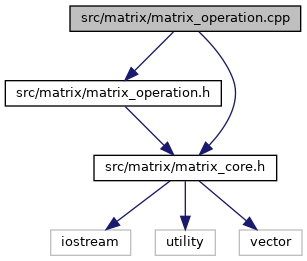 src/matrix/matrix_operation.cpp
src/matrix/matrix_operation.h
src/matrix/matrix_core.h
iostream
utility
vector